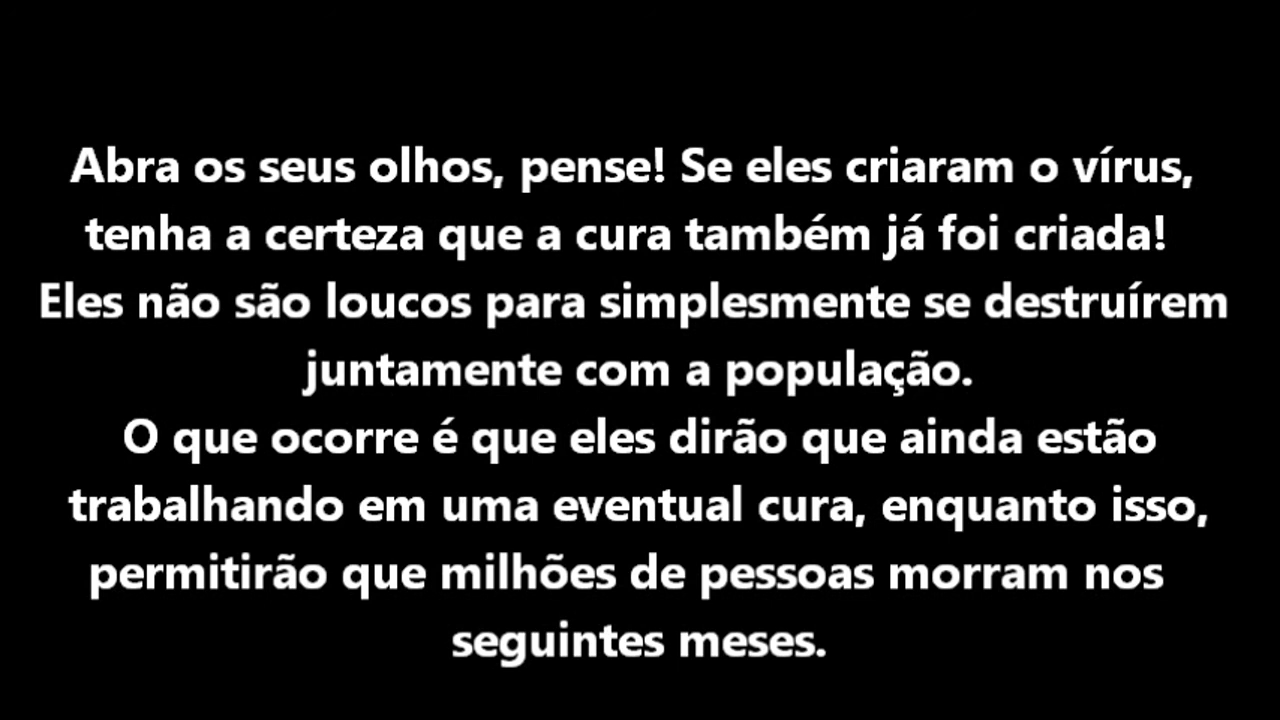 Abra os seus olhos, pense! Se eles criaram o vírus,
tenha a certeza que a cura também já foi criada!
Eles não são loucos para simplesmente se destruírem
juntamente com a população.
O que ocorre é que eles dirão que ainda estão
trabalhando em uma eventual cura, enquanto isso,
permitirão que milhões de pessoas morram nos
seguintes meses.